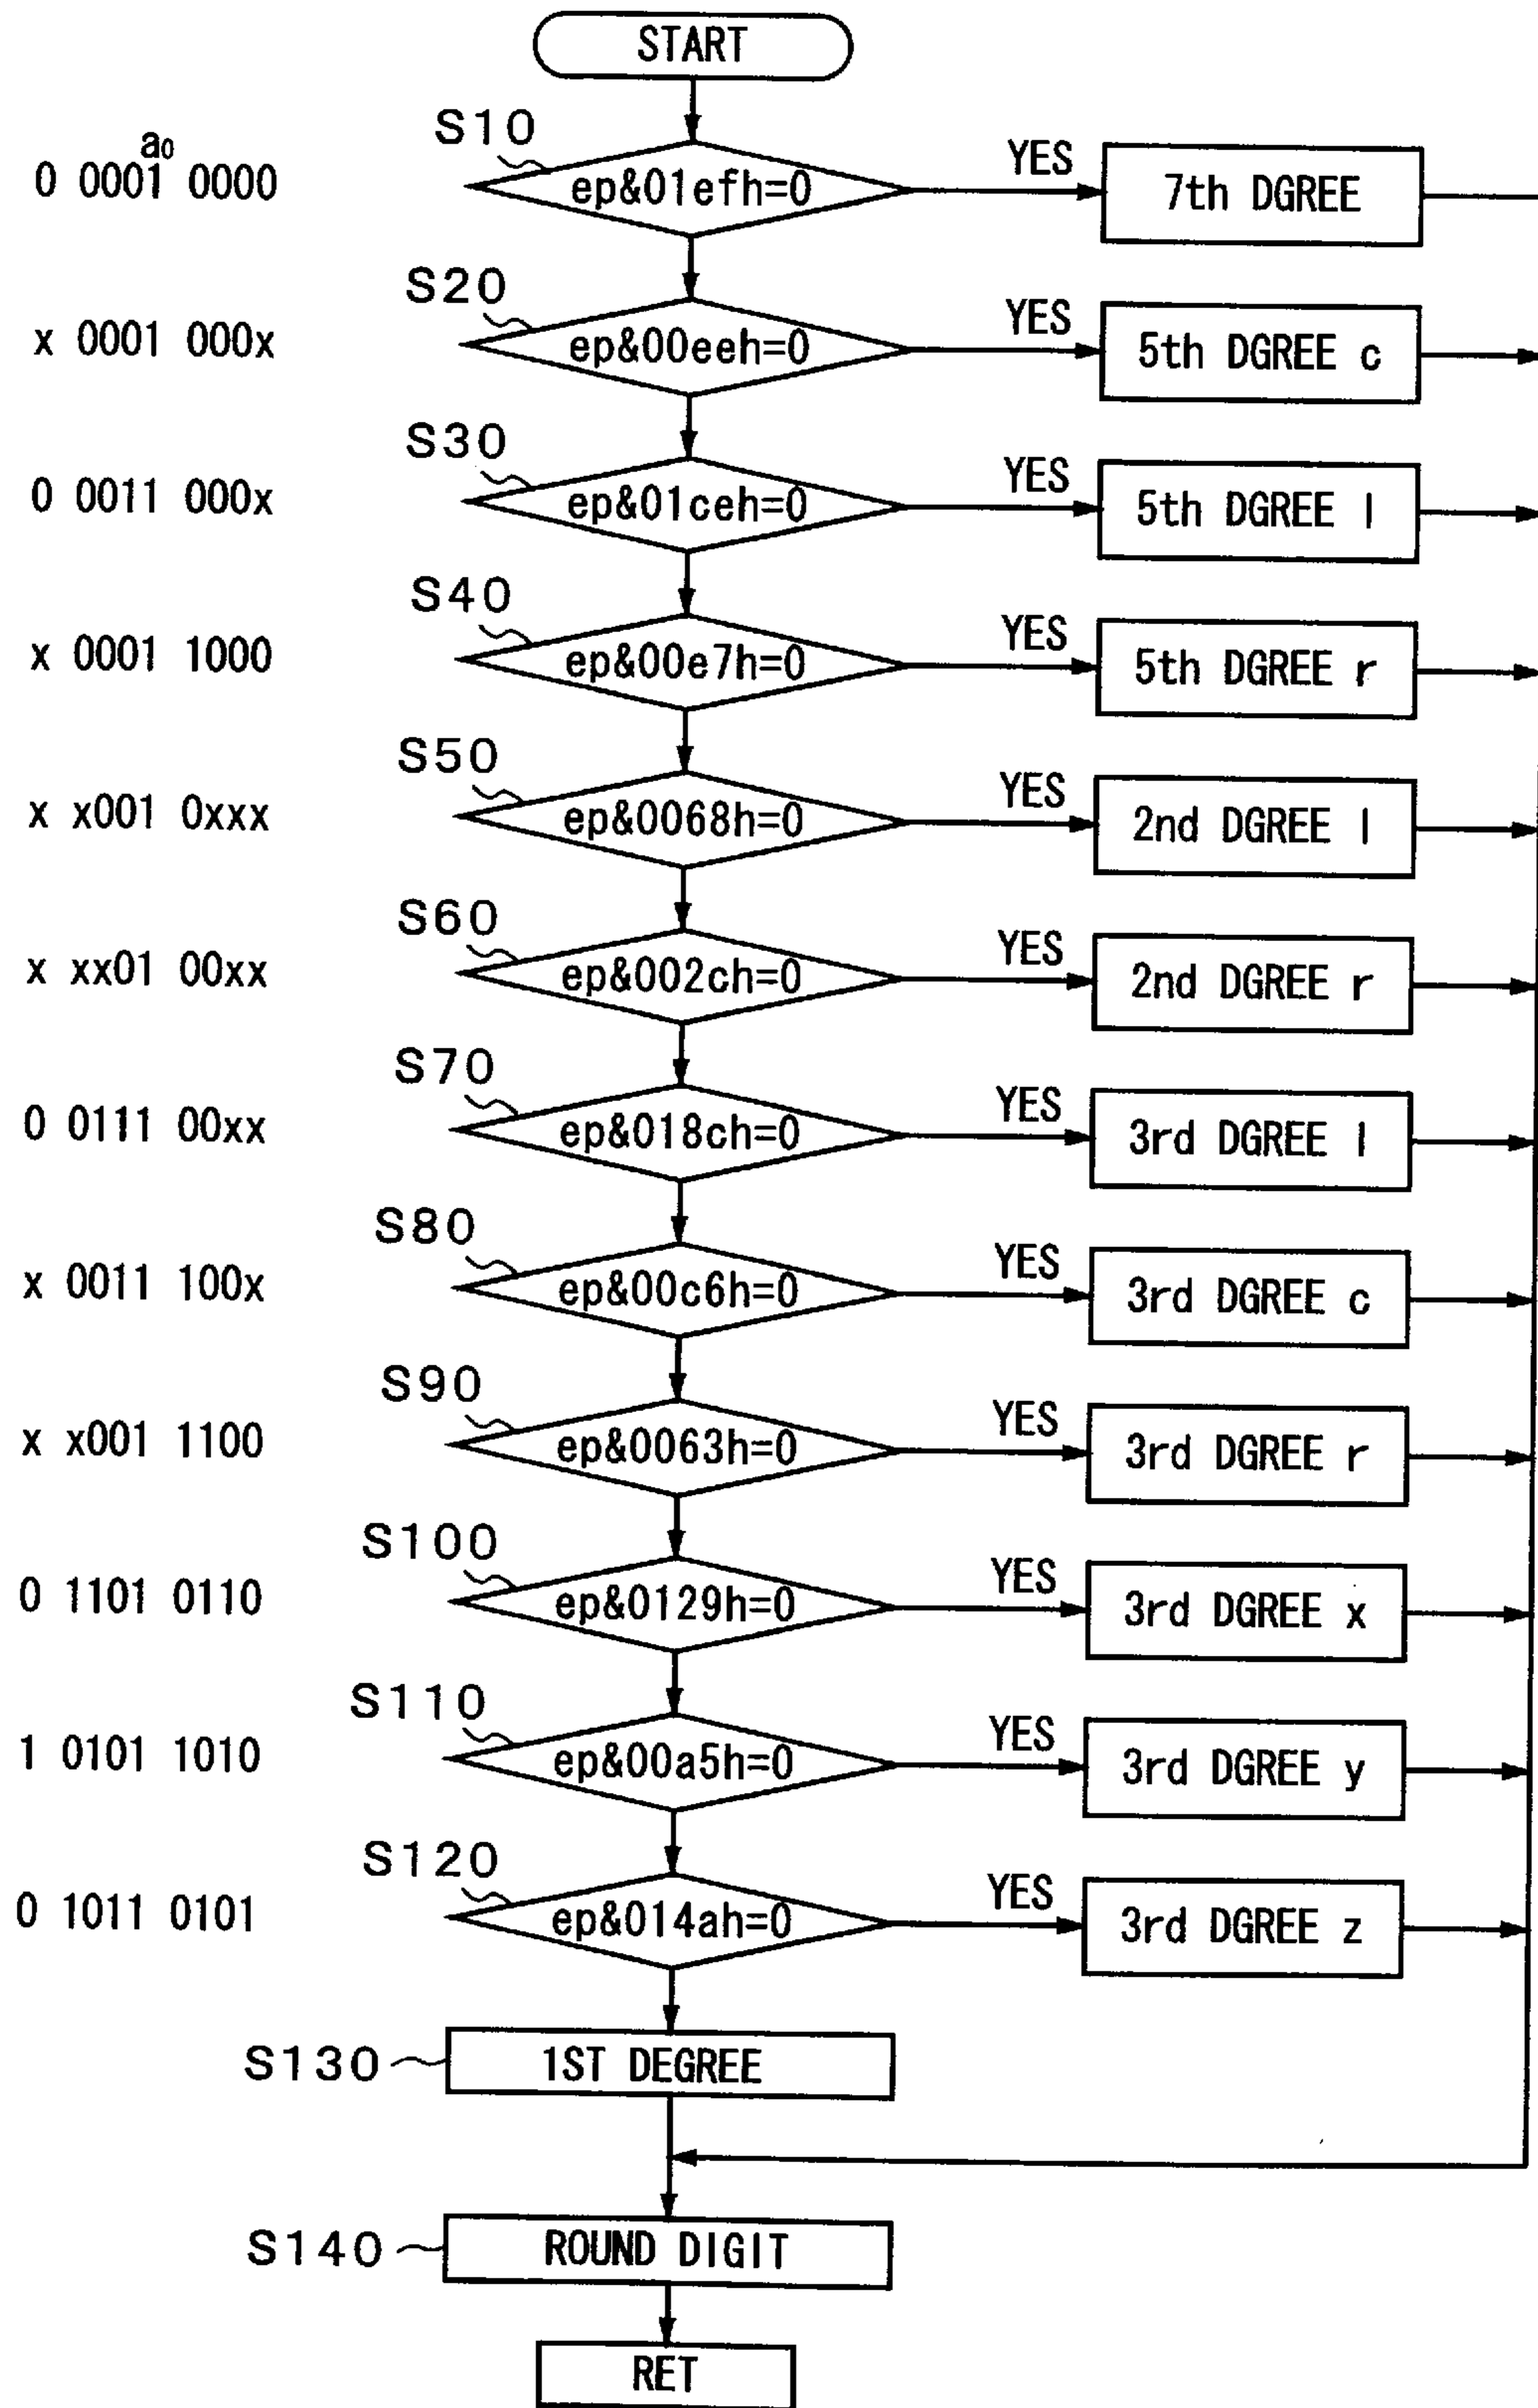 START
S10
a0
0 0001 0000
ep&01efh=0
YES
7th DGREE
S20
x 0001 000x
ep&00eeh=0
YES
5th DGREE c
S30
0 0011 000x
ep&01ceh=0
YES
5th DGREE l
S40
x 0001 1000
ep&00e7h=0
YES
5th DGREE r
S50
x x001 0xxx
ep&0068h=0
YES
2nd DGREE l
S60
x xx01 00xx
ep&002ch=0
YES
2nd DGREE r
S70
0 0111 00xx
ep&018ch=0
YES
3rd DGREE l
S80
x 0011 100x
ep&00c6h=0
YES
3rd DGREE c
S90
x x001 1100
ep&0063h=0
YES
3rd DGREE r
S100
0 1101 0110
ep&0129h=0
YES
3rd DGREE x
S110
1 0101 1010
ep&00a5h=0
YES
3rd DGREE y
S120
0 1011 0101
ep&014ah=0
YES
3rd DGREE z
S130
1ST DEGREE
S140
ROUND DIGIT
RET